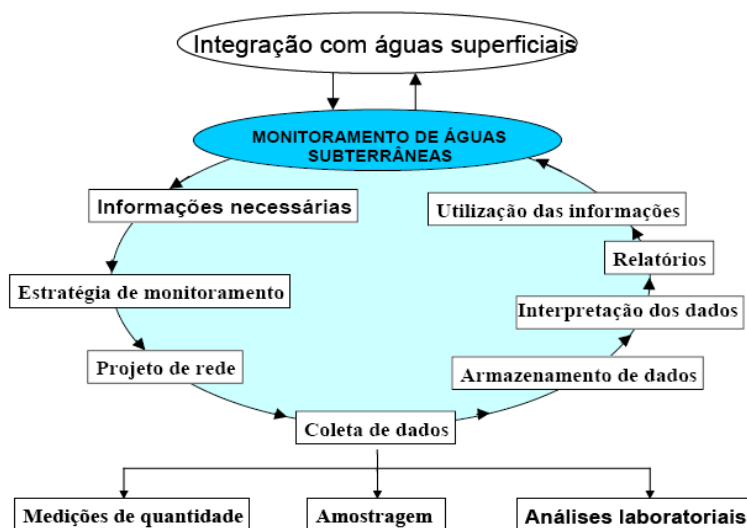 Integração com águas superficiais
MONITORAMENTO DE ÁGUAS
SUBTERRÂNEAS
Informações necessárias
Utilização das informações
Relatórios
Estratégia de monitoramento
Interpretação dos dados
Projeto de rede
Armazenamento de dados
Coleta de dados
Medições de quantidade
Amostragem
Análises laboratoriais